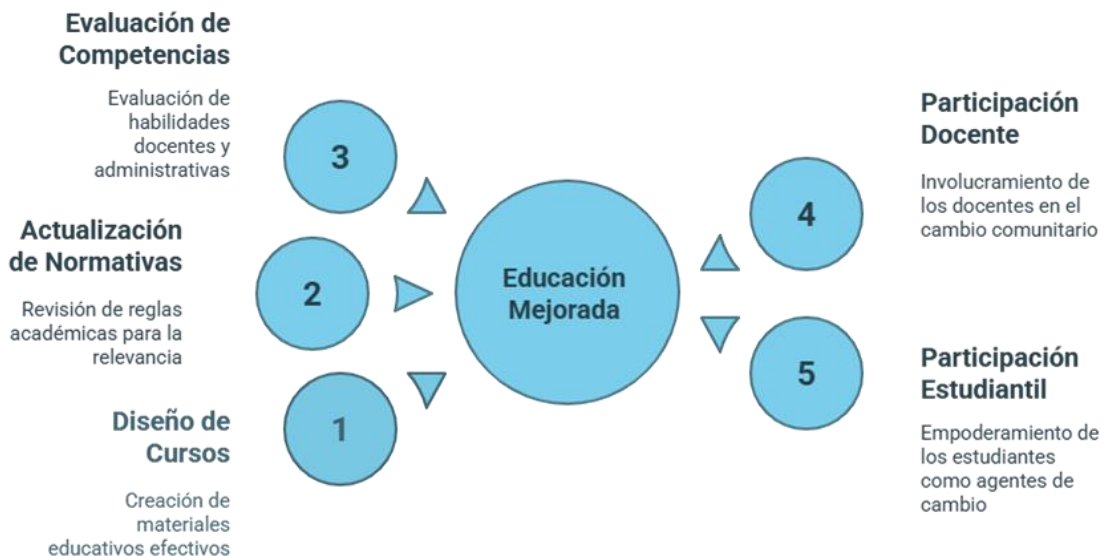 Evaluación de
Competencias
Evaluación de
habilidades
docentes y
administrativas
3
Actualización
de Normativas
Revisión de reglas
académicas para la
relevancia
2
Diseño de
Cursos
Creación de
materiales
educativos efectivos
1
Educación
Mejorada
4
Participación
Docente
Involucramiento de
los docentes en el
cambio comunitario
5
Participación
Estudiantil
Empoderamiento de
los estudiantes
como agentes de
cambio